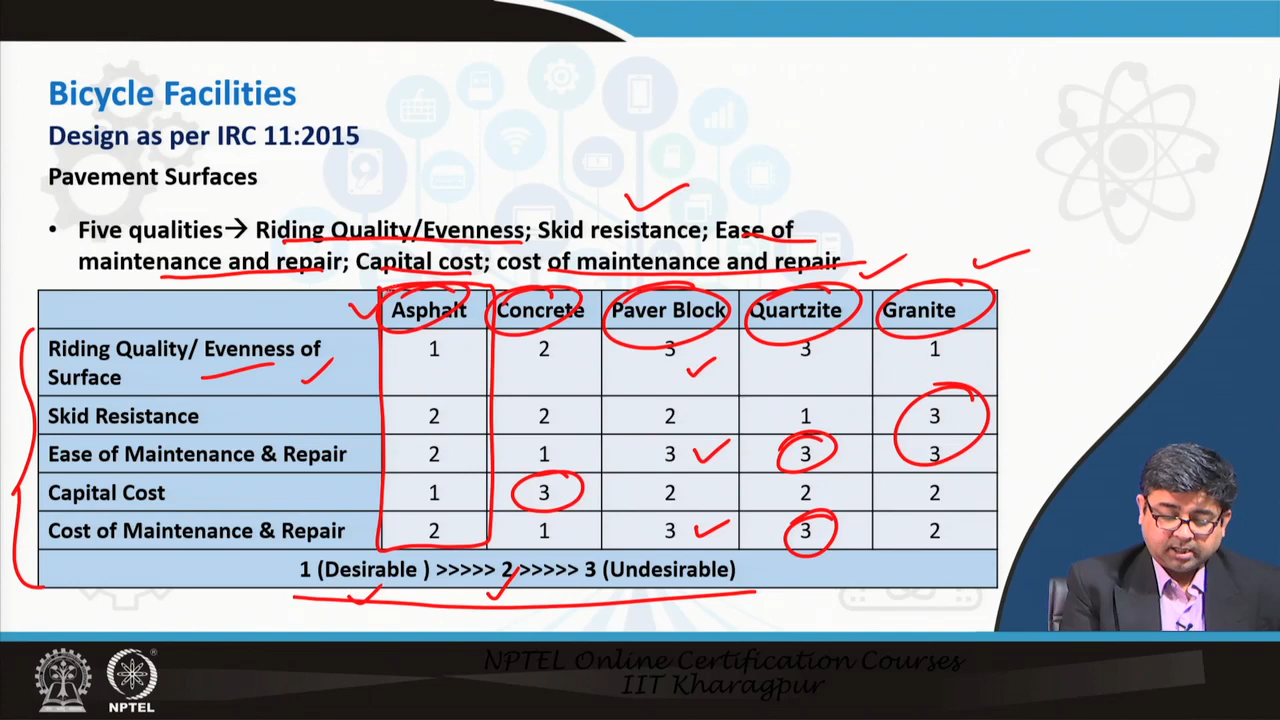 Bicycle Facilities
Design as per IRC 11:2015
Pavement Surfaces
• Five qualities→ Riding Quality/Evenness; Skid resistance; Ease of
maintenance and repair; Capital cost; cost of maintenance and repair
Asphalt Concrete Paver Block Quartzite Granite
Riding Quality/ Evenness of Surface 1 2 3 3 1
Skid Resistance 2 2 2 1 3
Ease of Maintenance & Repair 2 1 3 3 3
Capital Cost 1 3 2 2 2
Cost of Maintenance & Repair 2 1 3 3 2
1 (Desirable ) >>>>> 2 >>>>> 3 (Undesirable)
NPTEL Online Certification Courses
IIT Kharagpur
NPTEL